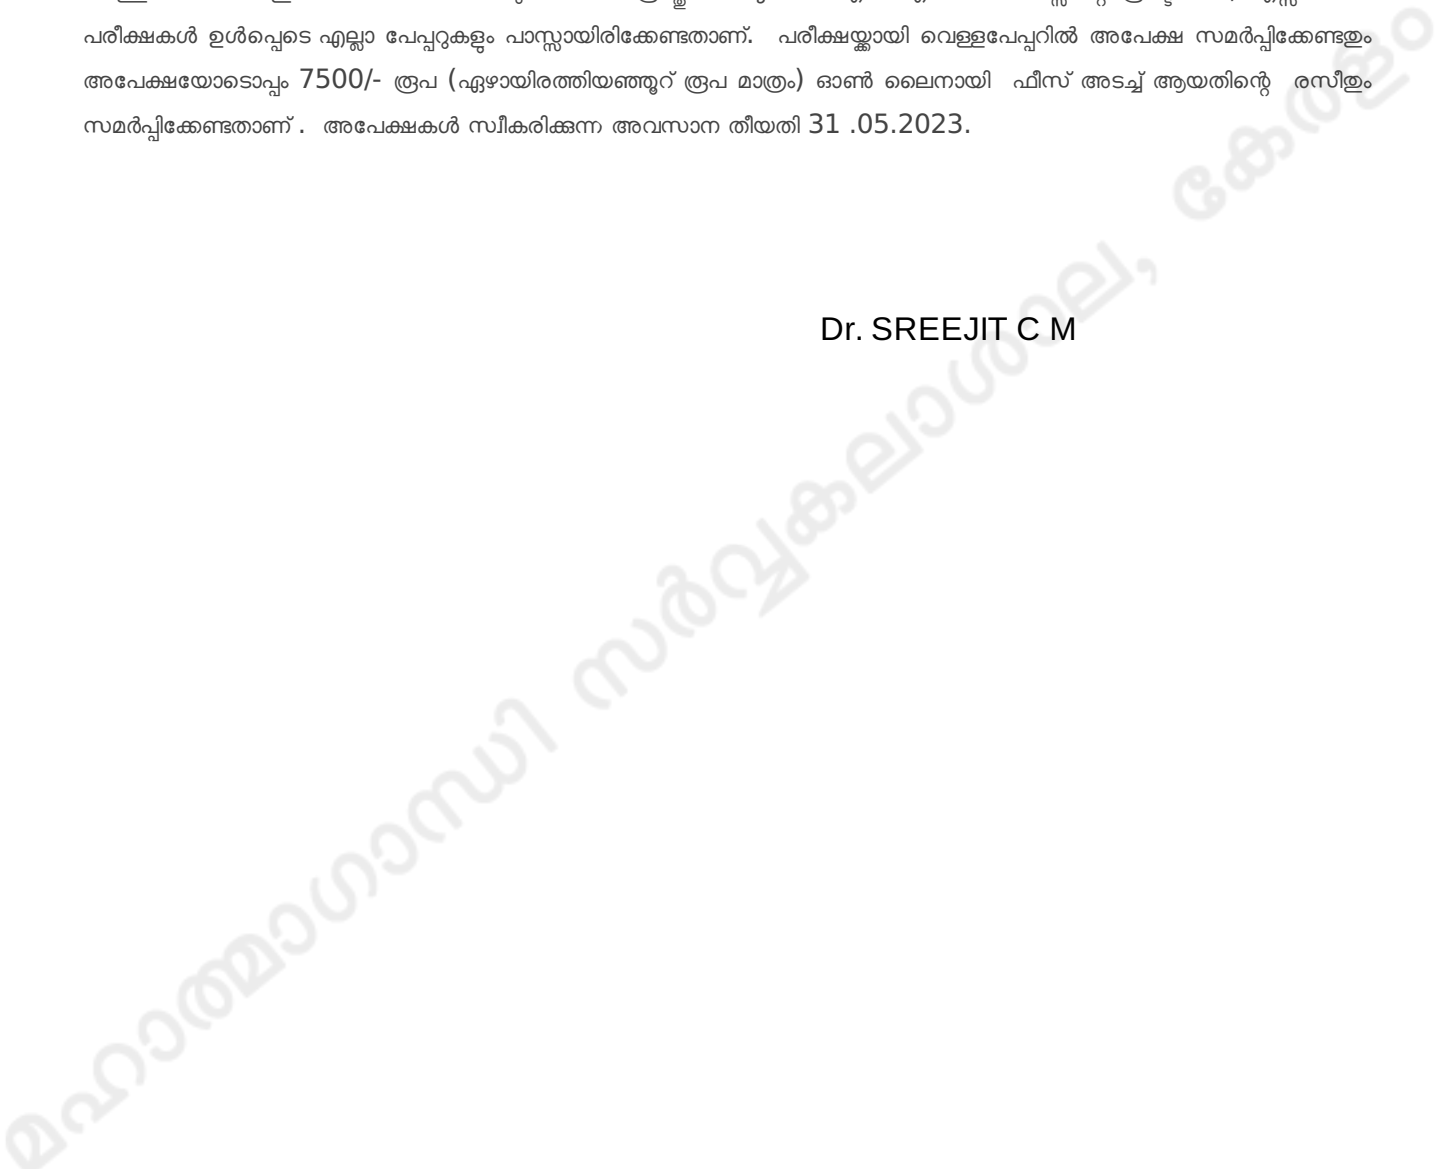 പരീക്ഷകൾ ഉൾപ്പെടെ എല്ലാ പേപ്പറുകളും പാസ്സായിരിക്കേണ്ടതാണ്. പരീക്ഷയ്ക്കായി വെള്ളപേപ്പറിൽ അപേക്ഷ സമർപ്പിക്കേണ്ടതും
അപേക്ഷയോടൊപ്പം 7500/- രൂപ (ഏഴായിരത്തിയഞ്ഞൂറ് രൂപ മാത്രം) ഓൺ ലൈനായി ഫീസ് അടച്ച് ആയതിന്റെ രസീതും
സമർപ്പിക്കേണ്ടതാണ് . അപേക്ഷകൾ സ്വീകരിക്കുന്ന അവസാന തീയതി 31 .05.2023.
Dr. SREEJIT C M
മഹാത്മാഗാന്ധി സർവ്വകലാശാല, കേരളം